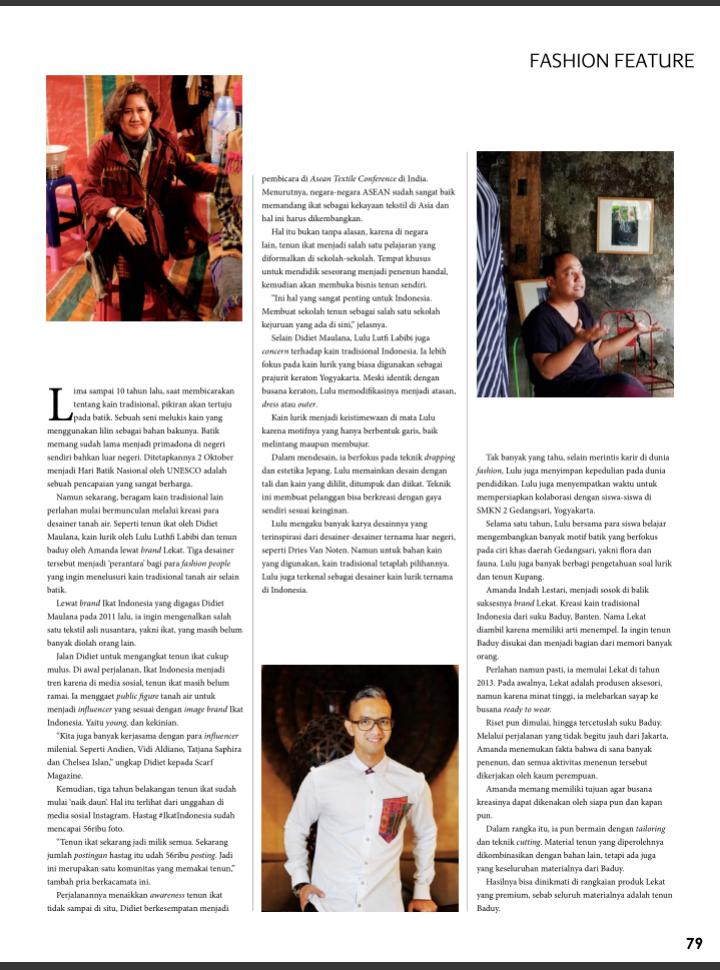 FASHION FEATURE
Lima sampai 10 tahun lalu, saat membicarakan
tentang kain tradisional, pikiran akan tertuju
pada batik. Sebuah seni melukis kain yang
menggunakan lilin sebagai bahan bakunya. Batik
memang sudah lama menjadi primadona di negeri
sendiri bahkan luar negeri. Ditetapkannya 2 Oktober
menjadi Hari Batik Nasional oleh UNESCO adalah
sebuah pencapaian yang sangat berharga.
Namun sekarang, beragam kain tradisional lain
perlahan mulai bermunculan melalui kreasi para
desainer tanah air. Seperti tenun ikat oleh Didiet
Maulana, kain lurik oleh Lulu Luthfi Labibi dan tenun
baduy oleh Amanda lewat brand Lekat. Tiga desainer
tersebut menjadi 'perantara' bagi para fashion people
yang ingin menelusuri kain tradisional tanah air selain
batik.
Lewat brand Ikat Indonesia yang digagas Didiet
Maulana pada 2011 lalu, ia ingin mengenalkan salah
satu tekstil asli nusantara, yakni ikat, yang masih belum
banyak diolah orang lain.
Jalan Didiet untuk mengangkat tenun ikat cukup
mulus. Di awal perjalanan, Ikat Indonesia menjadi
tren karena di media sosial, tenun ikat masih belum
ramai. Ia menggaet public figure tanah air untuk
menjadi influencer yang sesuai dengan image brand Ikat
Indonesia. Yaitu young, dan kekinian.
"Kita juga banyak kerjasama dengan para influencer
milenial. Seperti Andien, Vidi Aldiano, Tatjana Saphira
dan Chelsea Islan," ungkap Didiet kepada Scarf
Magazine.
Kemudian, tiga tahun belakangan tenun ikat sudah
mulai 'naik daun'. Hal itu terlihat dari unggahan di
media sosial Instagram. Hastag #IkatIndonesia sudah
mencapai 56ribu foto.
"Tenun ikat sekarang jadi milik semua. Sekarang
jumlah postingan hastag itu udah 56ribu posting. Jadi
ini merupakan satu komunitas yang memakai tenun,"
tambah pria berkacamata ini.
Perjalanannya menaikkan awareness tenun ikat
tidak sampai di situ, Didiet berkesempatan menjadi
pembicara di Asean Textile Conference di India.
Menurutnya, negara-negara ASEAN sudah sangat baik
memandang ikat sebagai kekayaan tekstil di Asia dan
hal ini harus dikembangkan.
Hal itu bukan tanpa alasan, karena di negara
lain, tenun ikat menjadi salah satu pelajaran yang
diformalkan di sekolah-sekolah. Tempat khusus
untuk mendidik seseorang menjadi penenun handal,
kemudian akan membuka bisnis tenun sendiri.
"Ini hal yang sangat penting untuk Indonesia.
Membuat sekolah tenun sebagai salah satu sekolah
kejuruan yang ada di sini," jelasnya.
Selain Didiet Maulana, Lulu Lutfi Labibi juga
concern terhadap kain tradisional Indonesia. Ia lebih
fokus pada kain lurik yang biasa digunakan sebagai
prajurit keraton Yogyakarta. Meski identik dengan
busana keraton, Lulu memodifikasinya menjadi atasan,
dress atau outer.
Kain lurik menjadi keistimewaan di mata Lulu
karena motifnya yang hanya berbentuk garis, baik
melintang maupun membujur.
Dalam mendesain, ia berfokus pada teknik drapping
dan estetika Jepang. Lulu memainkan desain dengan
tali dan kain yang dililit, ditumpuk dan diikat. Teknik
ini membuat pelanggan bisa berkreasi dengan gaya
sendiri sesuai keinginan.
Lulu mengaku banyak karya desainnya yang
terinspirasi dari desainer-desainer ternama luar negeri,
seperti Dries Van Noten. Namun untuk bahan kain
yang digunakan, kain tradisional tetaplah pilihannya.
Lulu juga terkenal sebagai desainer kain lurik ternama
di Indonesia.
Tak banyak yang tahu, selain merintis karir di dunia
fashion, Lulu juga menyimpan kepedulian pada dunia
pendidikan. Lulu juga menyempatkan waktu untuk
mempersiapkan kolaborasi dengan siswa-siswa di
SMKN 2 Gedangsari, Yogyakarta.
Selama satu tahun, Lulu bersama para siswa belajar
mengembangkan banyak motif batik yang berfokus
pada ciri khas daerah Gedangsari, yakni flora dan
fauna. Lulu juga banyak berbagi pengetahuan soal lurik
dan tenun Kupang.
Amanda Indah Lestari, menjadi sosok di balik
suksesnya brand Lekat. Kreasi kain tradisional
Indonesia dari suku Baduy, Banten. Nama Lekat
diambil karena memiliki arti menempel. Ia ingin tenun
Baduy disukai dan menjadi bagian dari memori banyak
orang.
Perlahan namun pasti, ia memulai Lekat di tahun
2013. Pada awalnya, Lekat adalah produsen aksesori,
namun karena minat tinggi, ia melebarkan sayap ke
busana ready to wear.
Riset pun dimulai, hingga tercetuslah suku Baduy.
Melalui perjalanan yang tidak begitu jauh dari Jakarta,
Amanda menemukan fakta bahwa di sana banyak
penenun, dan semua aktivitas menenun tersebut
dikerjakan oleh kaum perempuan.
Amanda memang memiliki tujuan agar busana
kreasinya dapat dikenakan oleh siapa pun dan kapan
pun.
Dalam rangka itu, ia pun bermain dengan tailoring
dan teknik cutting. Material tenun yang diperolehnya
dikombinasikan dengan bahan lain, tetapi ada juga
yang keseluruhan materialnya dari Baduy.
Hasilnya bisa dinikmati di rangkaian produk Lekat
yang premium, sebab seluruh materialnya adalah tenun
Baduy.
79